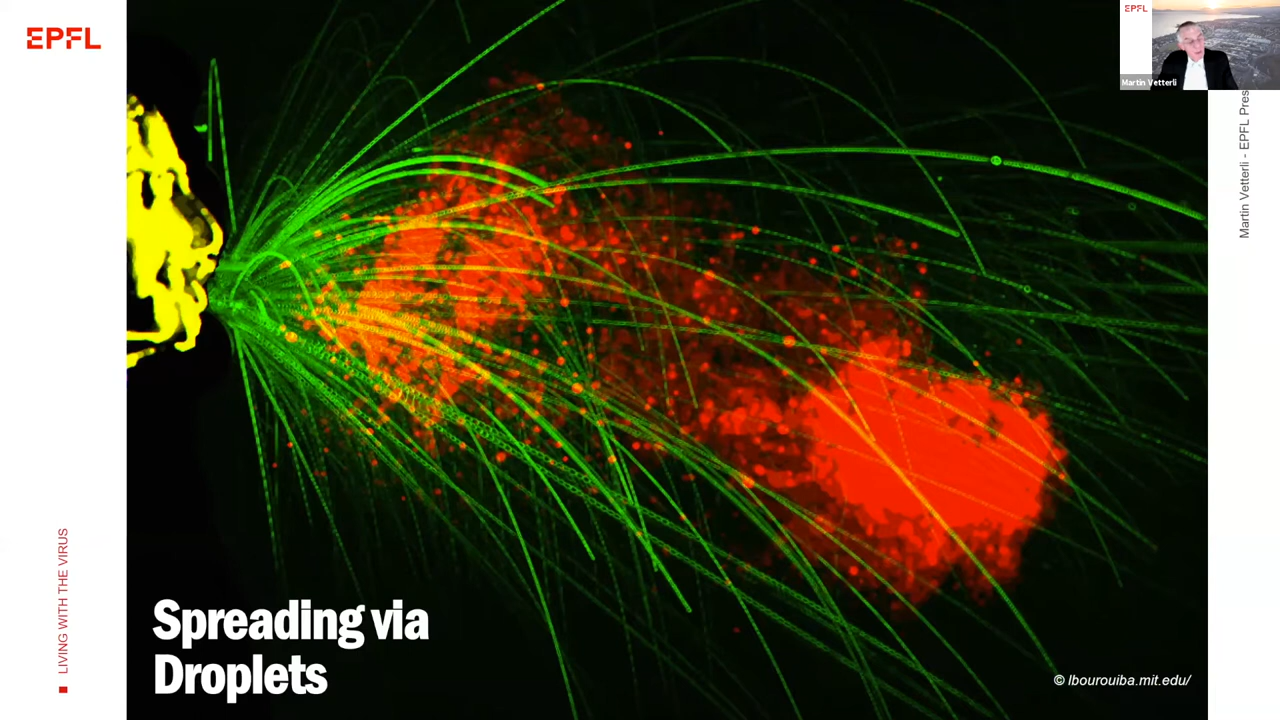 EPFL
EPFL
Martin Vetterli
Martin Vetterli - EPFL Pres
LIVING WITH THE VIRUS
Spreading via
Droplets
© lbourouiba.mit.edu/